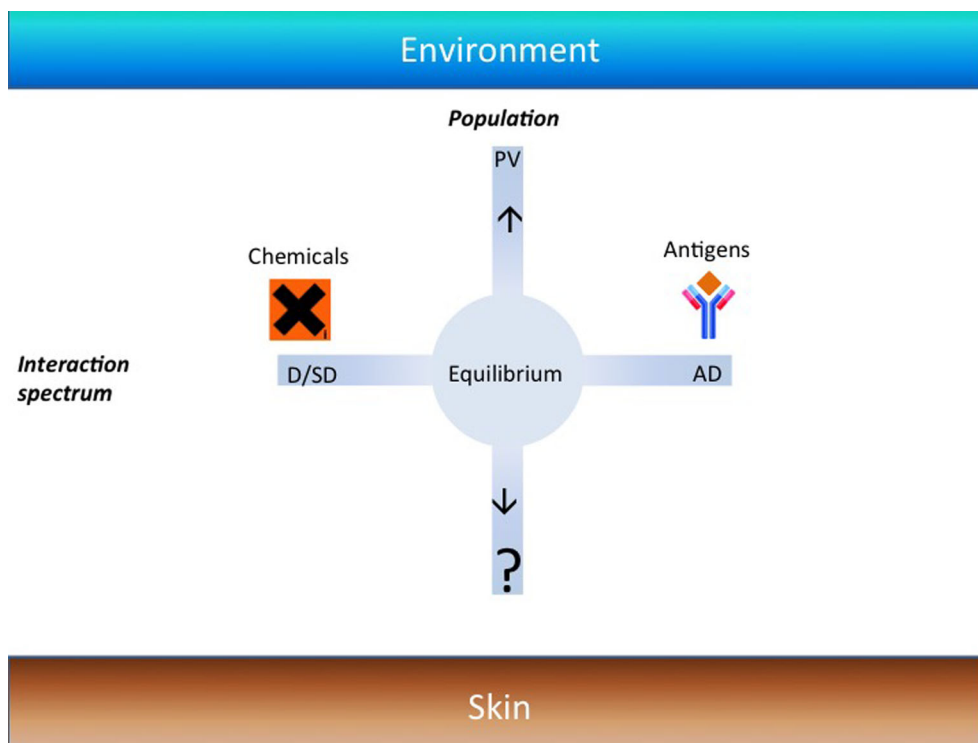 Environment
Population
PV
↑
Chemicals
Antigens
i
Interaction
spectrum
D/SD
Equilibrium
AD
↓
?
Skin